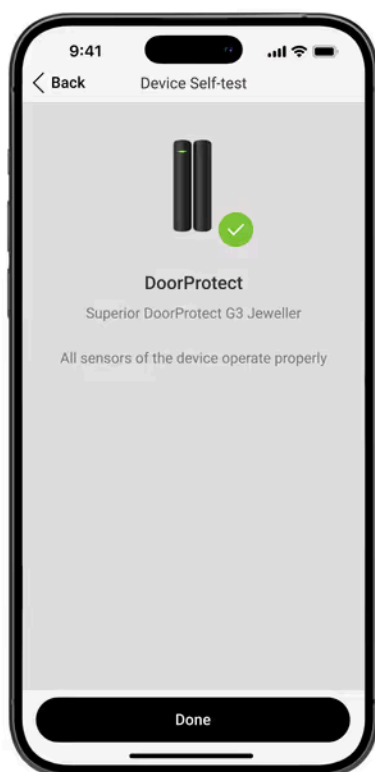 9:41
Back
Device Self-test
DoorProtect
Superior DoorProtect G3 Jeweller
All sensors of the device operate properly
Done